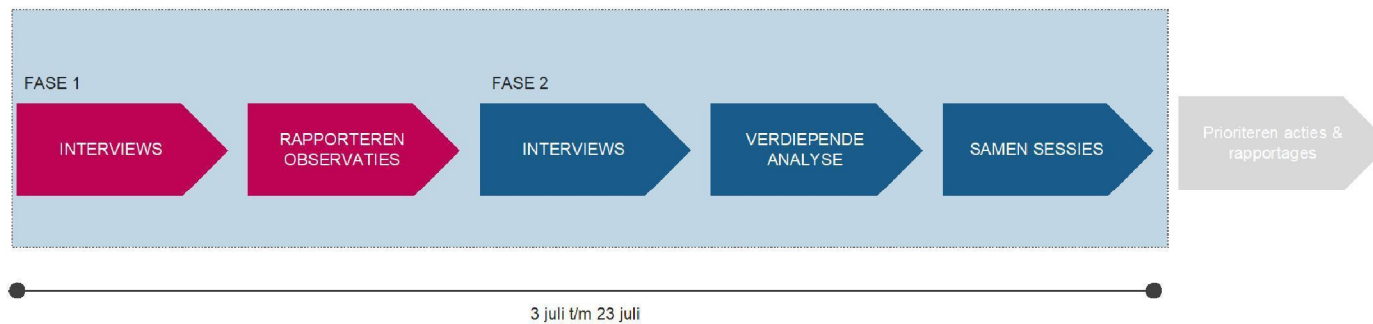 FASE 1
FASE 2
INTERVIEWS
RAPPORTEREN
OBSERVATIES
INTERVIEWS
VERDIEPENDE
ANALYSE
SAMEN SESSIES
Prioriteren acties &
rapportages
3 juli t/m 23 juli